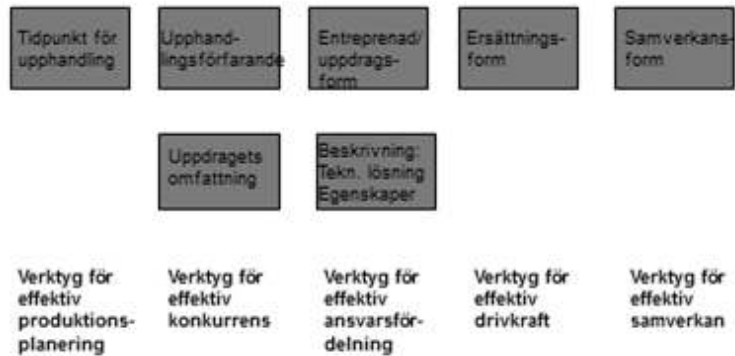 Tidpunkt för
upphandling
Upphand-
lingsförfarande
Entreprenad/
uppdrags-
form
Ersättnings-
form
Samverkans-
form
Uppdragets
omfattning
Beskrivning:
Tekn. lösning
Egenskaper
Verktyg för
effektiv
produktions-
planering
Verktyg för
effektiv
konkurrens
Verktyg för
effektiv
ansvarsför-
delning
Verktyg för
effektiv
drivkraft
Verktyg för
effektiv
samverkan